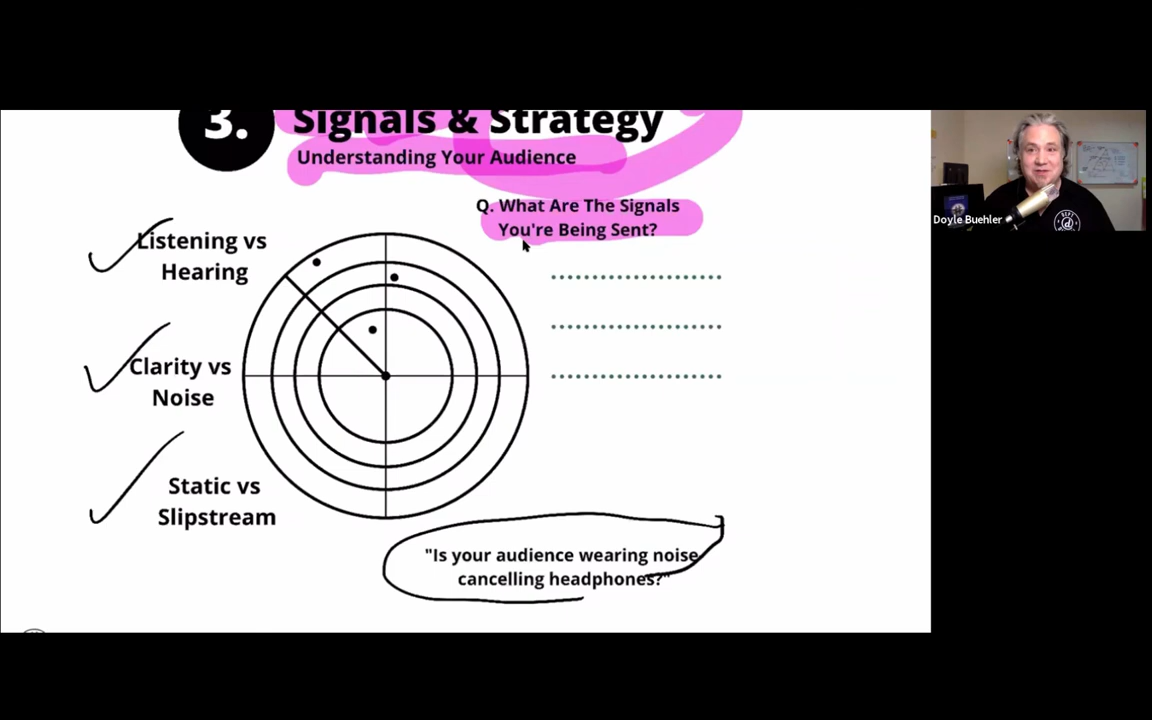 3.
Signals & Strategy
Understanding Your Audience
Q. What Are The Signals
You're Being Sent?
Listening vs
Hearing
Clarity vs
Noise
Static vs
Slipstream
"Is your audience wearing noise
cancelling headphones?"
Doyle Buehler